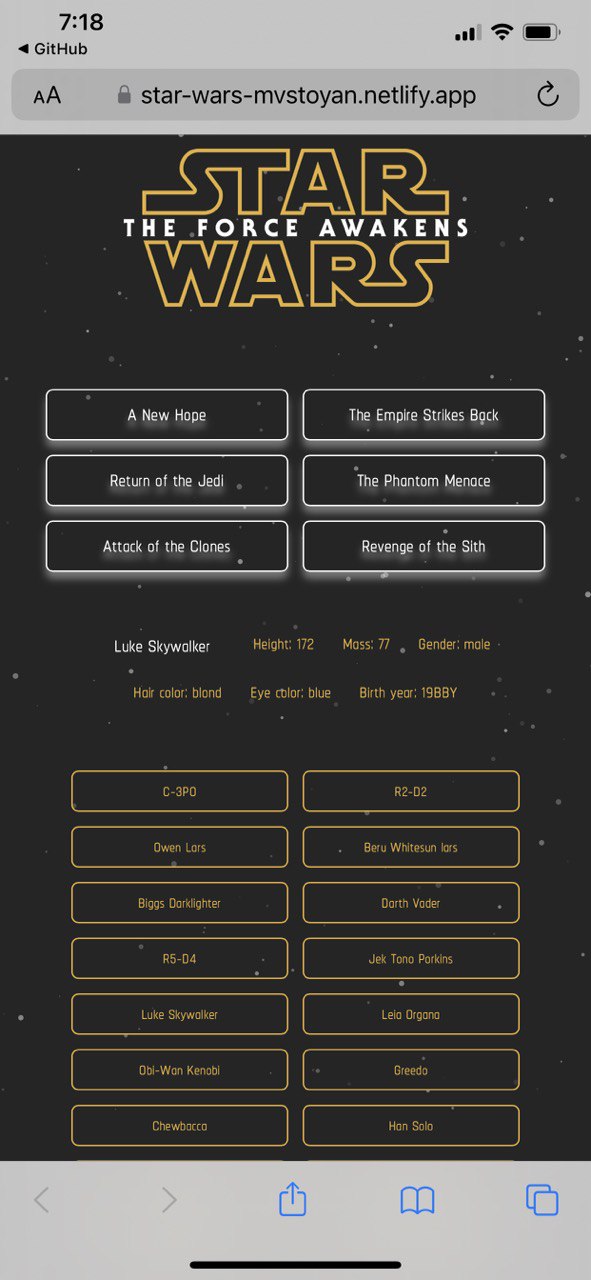 7:18
◀ GitHub
AA star-wars-mvstoyan.netlify.app
STAR
THE FORCE AWAKENS
WARS
A New Hope The Empire Strikes Back
Return of the Jedi The Phantom Menace
Attack of the Clones Revenge of the Sith
Luke Skywalker Height: 172 Mass: 77 Gender: male
Hair color: blond Eye color: blue Birth year: 19BBY
C-3PO R2-D2
Owen Lars Beru Whitesun lars
Biggs Darklighter Darth Vader
R5-D4 Jek Tono Porkins
Luke Skywalker Leia Organa
Obi-Wan Kenobi Greedo
Chewbacca Han Solo